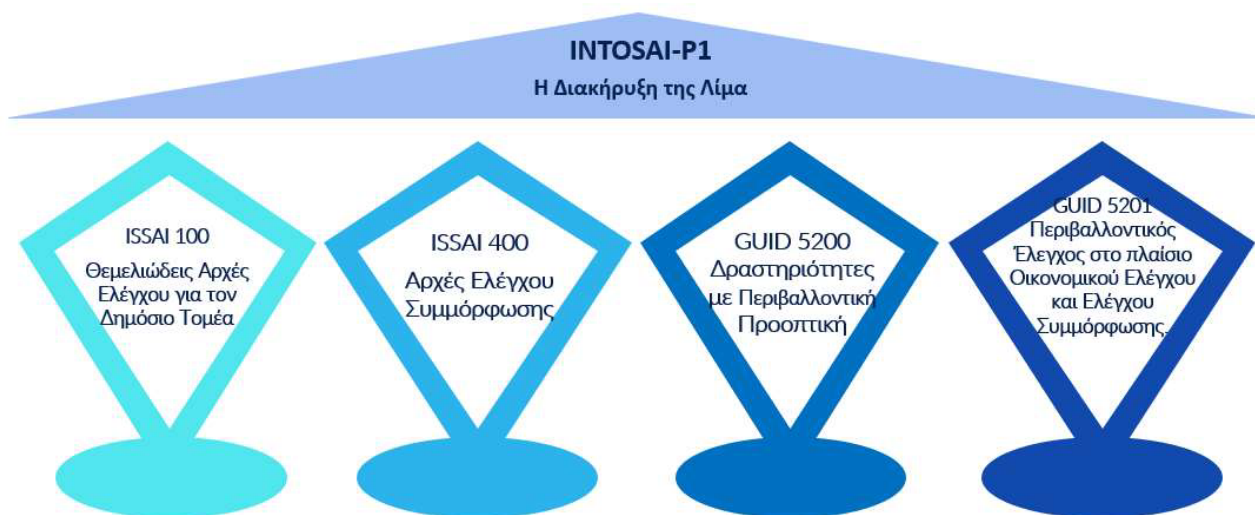 INTOSAI-P1
Η Διακήρυξη της Λίμα
ISSAI 100
Θεμελιώδεις Αρχές
Ελέγχου για τον
Δημόσιο Τομέα
ISSAI 400
Αρχές Ελέγχου
Συμμόρφωσης
GUID 5200
Δραστηριότητες
με Περιβαλλοντική
Προοπτική
GUID 5201
Περιβαλλοντικός
Έλεγχος στο πλαίσιο
Οικονομικού Ελέγχου
και Ελέγχου
Συμμόρφωσης.